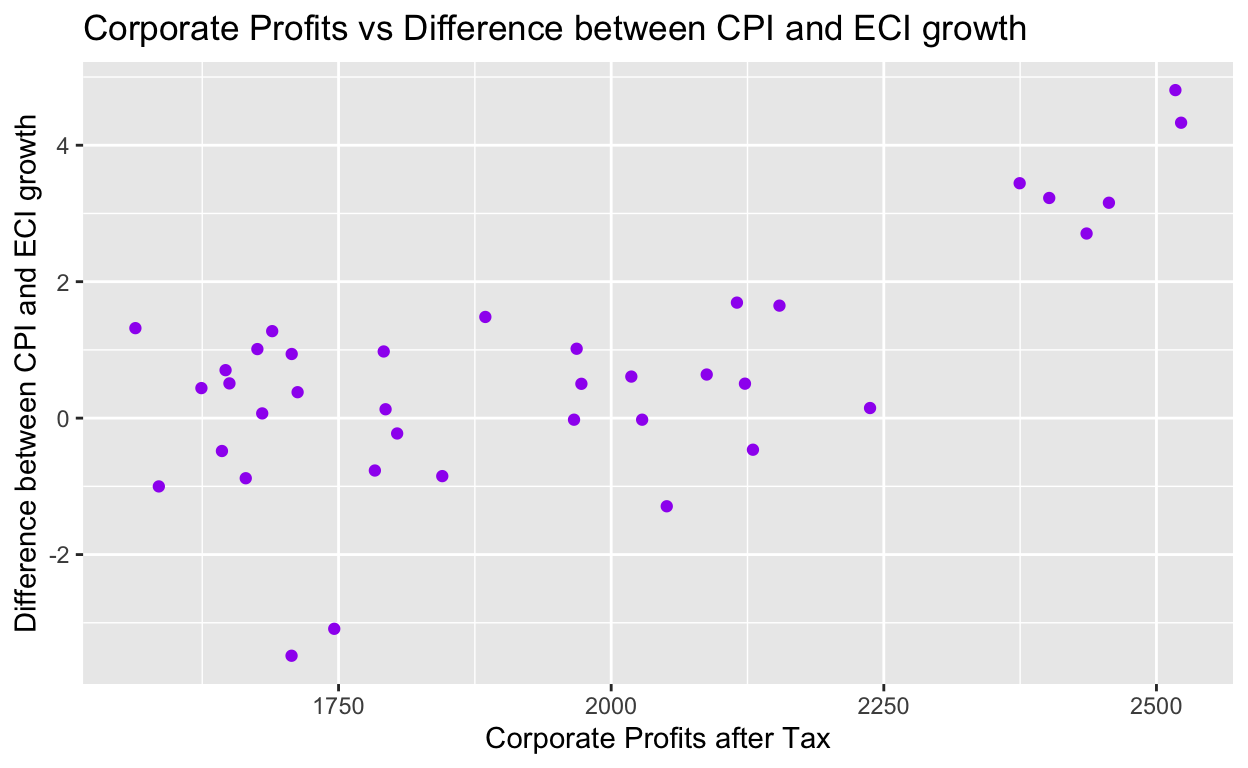 Corporate Profits vs Difference between CPI and ECI growth
Difference between CPI and ECI growth
4
2
0
-2
1750
2000
2250
2500
Corporate Profits after Tax